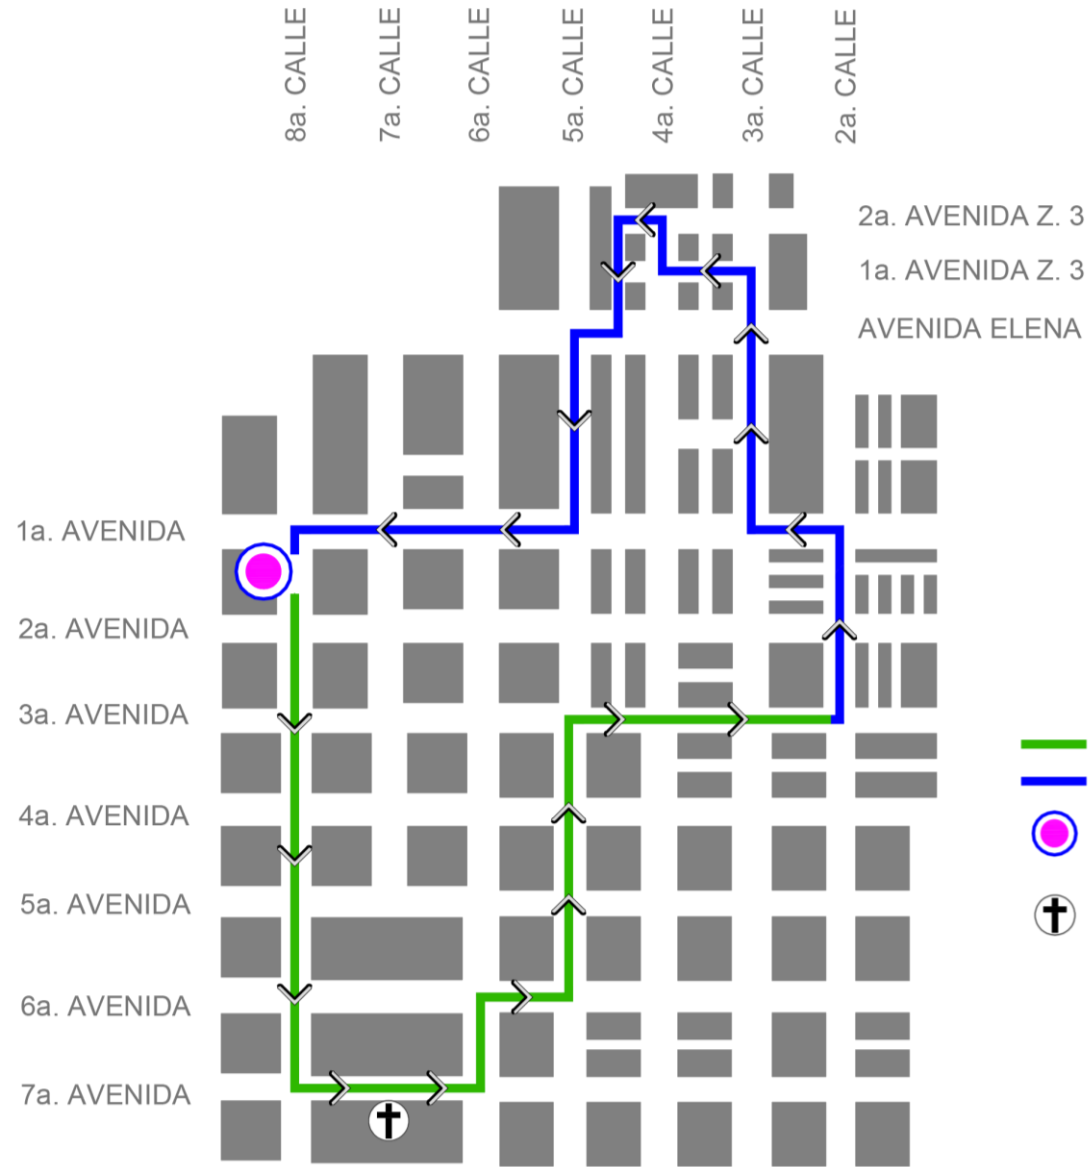 8a. CALLE
7a. CALLE
6a. CALLE
5a. CALLE
4a. CALLE
3a. CALLE
2a. CALLE
2a. AVENIDA Z. 3
1a. AVENIDA Z. 3
AVENIDA ELENA
1a. AVENIDA
2a. AVENIDA
3a. AVENIDA
4a. AVENIDA
5a. AVENIDA
6a. AVENIDA
7a. AVENIDA